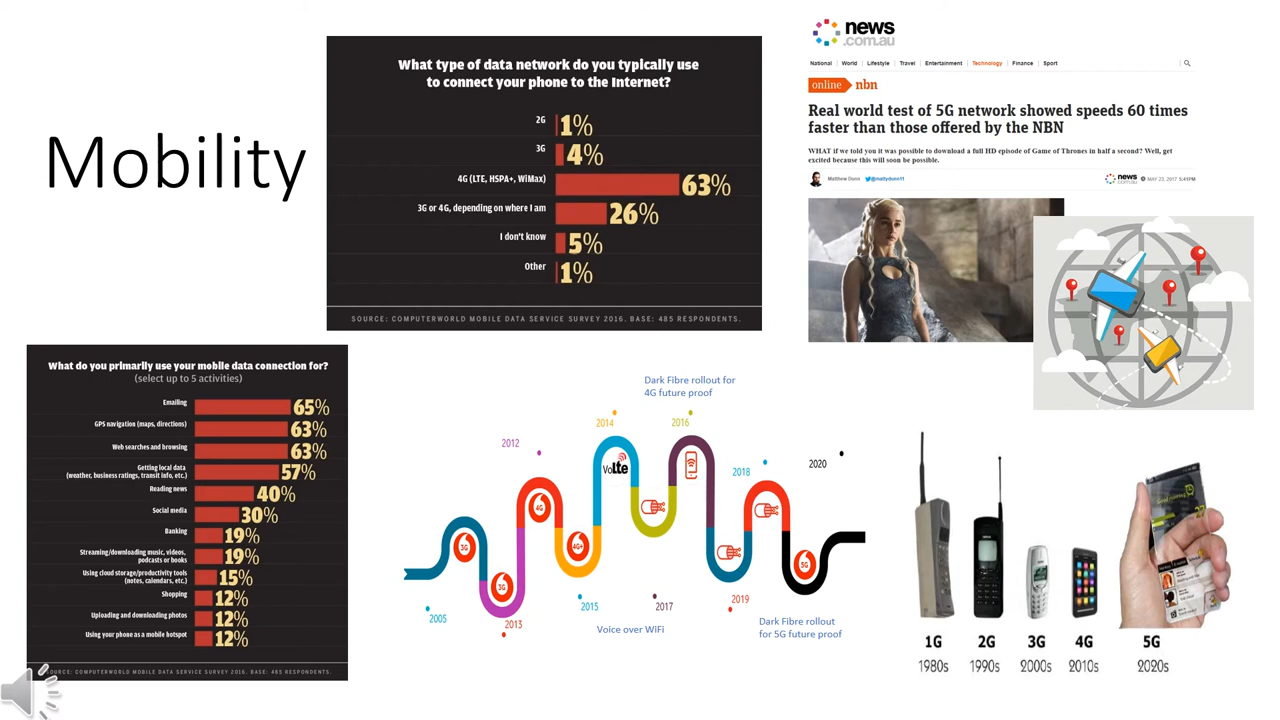 Mobility
What type of data network do you typically use
to connect your phone to the Internet?
2G 1%
3G 4%
4G (LTE, HSPA+, WiMax) 63%
3G or 4G, depending on where I am 26%
I don't know 5%
Other 1%
SOURCE: COMPUTERWORLD MOBILE DATA SERVICE SURVEY 2016. BASE: 485 RESPONDENTS.
news
.com.au
National World Lifestyle Travel Entertainment Technology Finance Sport
online nbn
Real world test of 5G network showed speeds 60 times
faster than those offered by the NBN
WHAT if we told you it was possible to download a full HD episode of Game of Thrones in half a second? Well, get
excited because this will soon be possible.
Matthew Dunn @mattydunn11 news .com.au MAY 23, 2017 5:41PM
What do you primarily use your mobile data connection for?
(select up to 5 activities)
Emailing 65%
GPS navigation (maps, directions) 63%
Web searches and browsing 63%
Getting local data
(weather, business ratings, transit info, etc.) 57%
Reading news 40%
Social media 30%
Banking 19%
Streaming/downloading music, videos,
podcasts or books 19%
Using cloud storage/productivity tools
(notes, calendars, etc.) 15%
Shopping 12%
Uploading and downloading photos 12%
Using your phone as a mobile hotspot 12%
SOURCE: COMPUTERWORLD MOBILE DATA SERVICE SURVEY 2016. BASE: 485 RESPONDENTS.
Dark Fibre rollout for
4G future proof
2014 2016
2012
2018 2020
VoLTE
4G
3G 4G+
3G 5G
2005 2015 2017 2019
2013
Voice over WiFi
Dark Fibre rollout
for 5G future proof
1G 2G 3G 4G 5G
1980s 1990s 2000s 2010s 2020s